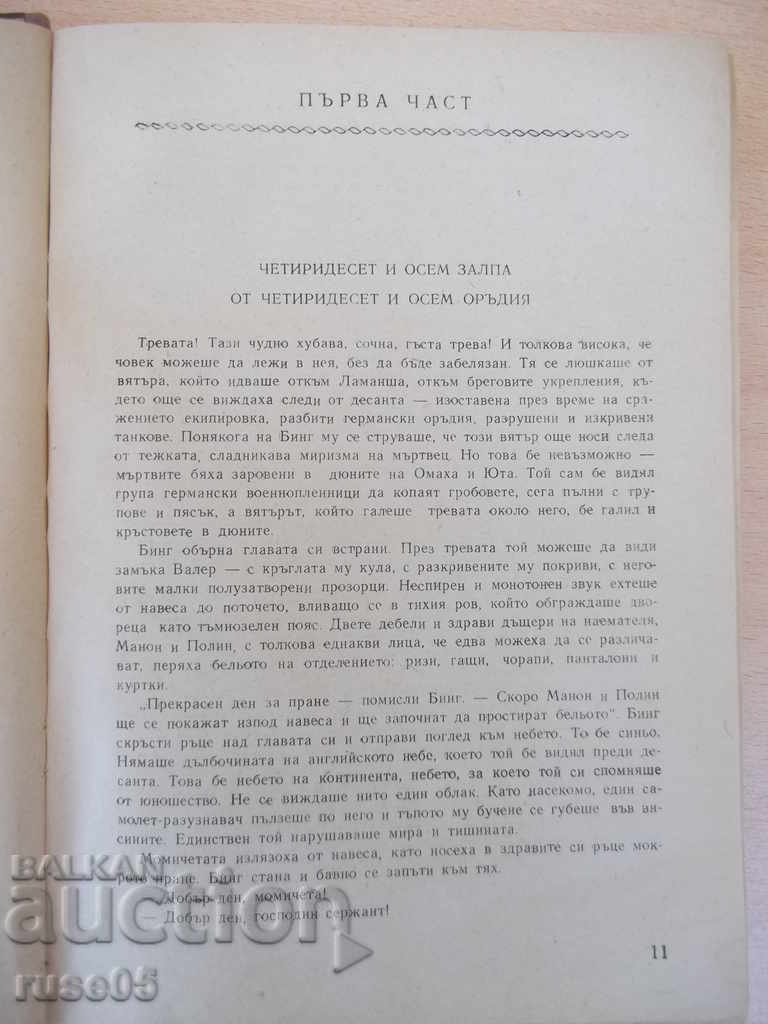 ПЪРВА ЧАСТ
ЧЕТИРИДЕСЕТ И ОСЕМ ЗАЛПА
ОТ ЧЕТИРИДЕСЕТ И ОСЕМ ОРЪДИЯ
Тревата! Тази чудно хубава, сочна, гъста трева! И толкова висока, че
човек можеше да лежи в нея, без да бъде забелязан. Тя се люшкаше от
вятъра, който идваше откъм Ламанша, откъм бреговите укрепления, къ-
дето още се виждаха следи от десанта — изоставена през време на сра-
жението екипировка, разбити германски оръдия, разрушени и изкривени
танкове. Понякога на Бинг му се струваше, че този вятър още носи следа
от тежката, сладникава миризма на мъртвец. Но това бе невъзможно —
мъртвите бяха заровени в дюните на Омаха и Юта. Той сам бе видял
група германски военнопленници да копаят гробовете, сега пълни с тру-
пове и пясък, а вятърът, който галеше тревата около него, бе галил и
кръстовете в дюните.
Бинг обърна главата си встрани. През тревата той можеше да види
замъка Валер — с кръглата му кула, с разкривените му покриви, с него-
вите малки полузатворени прозорци. Неспирен и монотонен звук ехтеше
от навеса до поточето, вливащо се в тихия ров, който обграждаше дво-
реца като тъмнозелен пояс. Двете дебели и здрави дъщери на наемателя,
Манон и Полин, с толкова еднакви лица, че едва можеха да се различа-
ват, перяха бельото на отделението: ризи, гащи, чорапи, панталони и
куртки.
„Прекрасен ден за пране — помисли Бинг. — Скоро Манон и Полин
ще се покажат изпод навеса и ще започнат да простират бельото“. Бинг
скръсти ръце над главата си и отправи поглед към небето. То бе синьо.
Нямаше дълбочината на английското небе, което той бе видял преди де-
санта. Това бе небето на континента, небето, за което той си спомняше
от юношество. Не се виждаше нито един облак. Като насекомо, един са-
молет-разузнавач пълзеше по него и тъпото му бучене се губеше във ви-
сините. Единствен той нарушаваше мира и тишината.
Момичетата излязоха от навеса, като носеха в здравите си ръце мок-
рото пране. Бинг стана и бавно се запъти към тях.
— Добър ден, момичета!
— Добър ден, господин сержант!
11
BALKAN
auction
ruse05